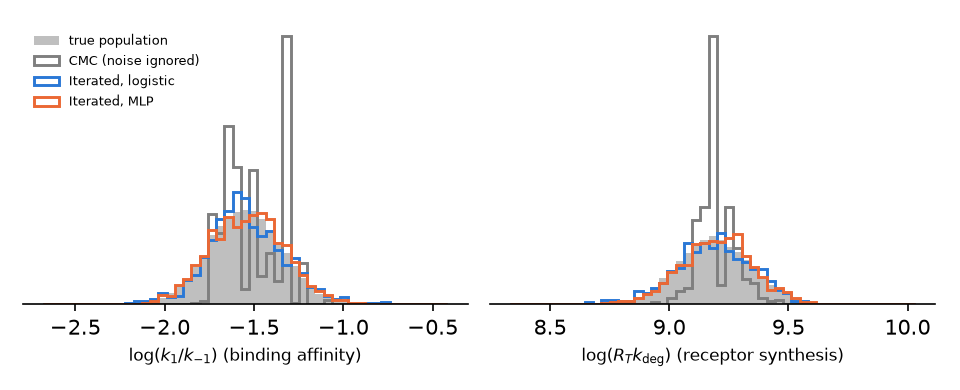 true population
CMC (noise ignored)
Iterated, logistic
Iterated, MLP
−2.5 −2.0 −1.5 −1.0 −0.5
log(k₁/k₋₁) (binding affinity)
8.5 9.0 9.5 10.0
log(R_T k_deg) (receptor synthesis)